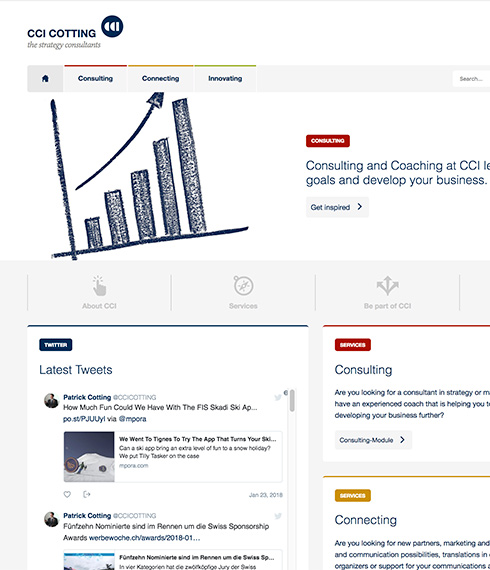 CCI COTTING
the strategy consultants
Consulting
Connecting
Innovating
Search...
CONSULTING
Consulting and Coaching at CCI le
goals and develop your business.
Get inspired
About CCI
Services
Be part of CCI
TWITTER
Latest Tweets
Patrick Cotting @CCICOTTING
How Much Fun Could We Have With The FIS Skadi Ski Ap...
po.st/PJUUyl via @mpora
We Went To Tignes To Try The App That Turns Your Ski...
Can a ski app bring an extra level of fun to a snow holiday?
We put Tilly Tasker on the case
mpora.com
Jan 23, 2018
Patrick Cotting @CCICOTTING
Fünfzehn Nominierte sind im Rennen um die Swiss Sponsorship
Awards werbewoche.ch/awards/2018-01...
Fünfzehn Nominierte sind im Rennen um die Swiss Sp...
In vier Kategorien hat die zwölfköpfige Jury der Swiss
SERVICES
Consulting
Are you looking for a consultant in strategy or m
have an experienced coach that is helping you to
developing your business further?
Consulting-Module
SERVICES
Connecting
Are you looking for new partners, marketing and
and communication possibilities, translations in
organizers or support for your communications a